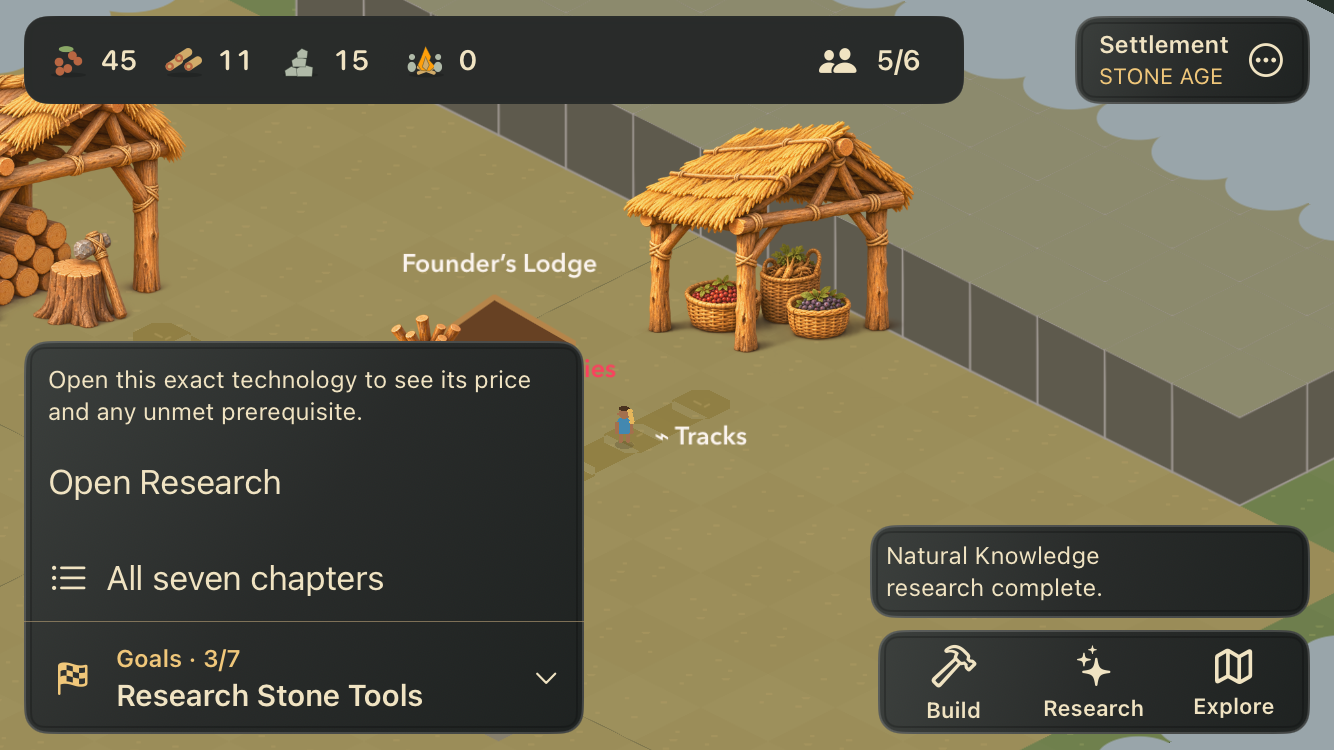 45 11 15 0 5/6
Settlement
STONE AGE
Founder's Lodge
ies
~ Tracks
Open this exact technology to see its price
and any unmet prerequisite.
Open Research
All seven chapters
Goals · 3/7
Research Stone Tools
Natural Knowledge
research complete.
Build Research Explore